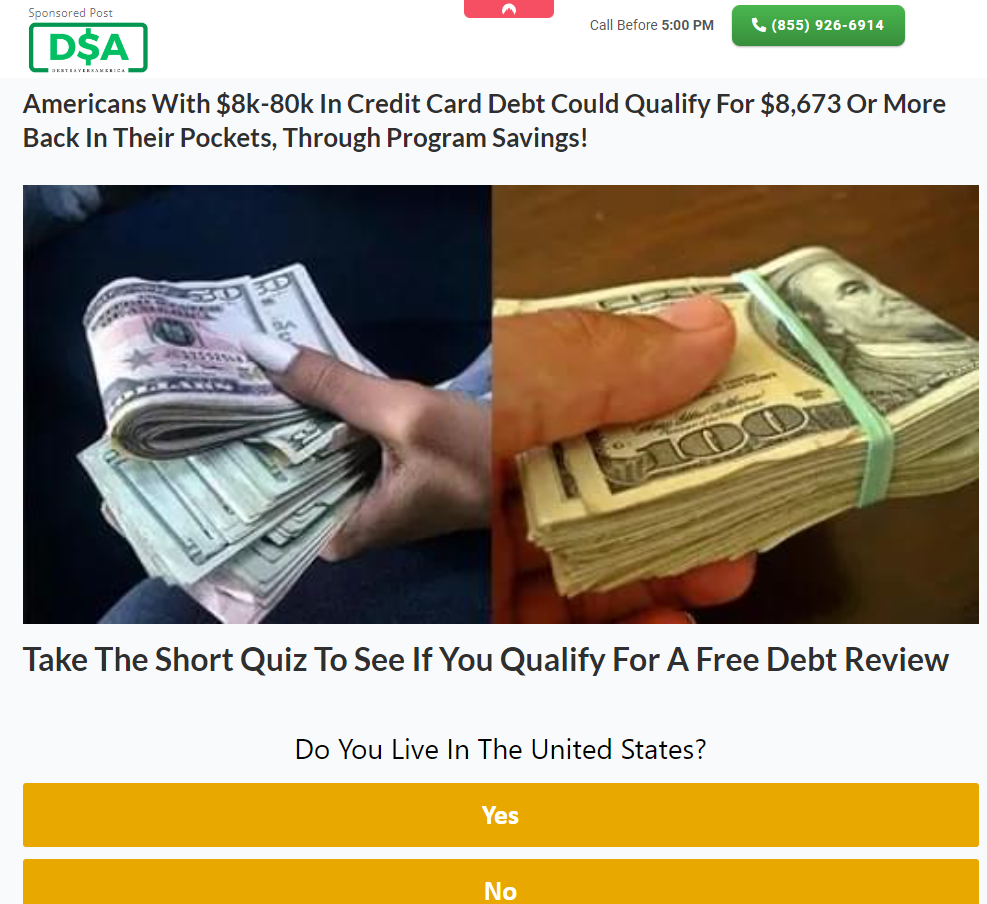 Sponsored Post
D$A
DEBTSAVERSAMERICA
Call Before 5:00 PM
(855) 926-6914
Americans With $8k-80k In Credit Card Debt Could Qualify For $8,673 Or More
Back In Their Pockets, Through Program Savings!
100
Take The Short Quiz To See If You Qualify For A Free Debt Review
Do You Live In The United States?
Yes
No